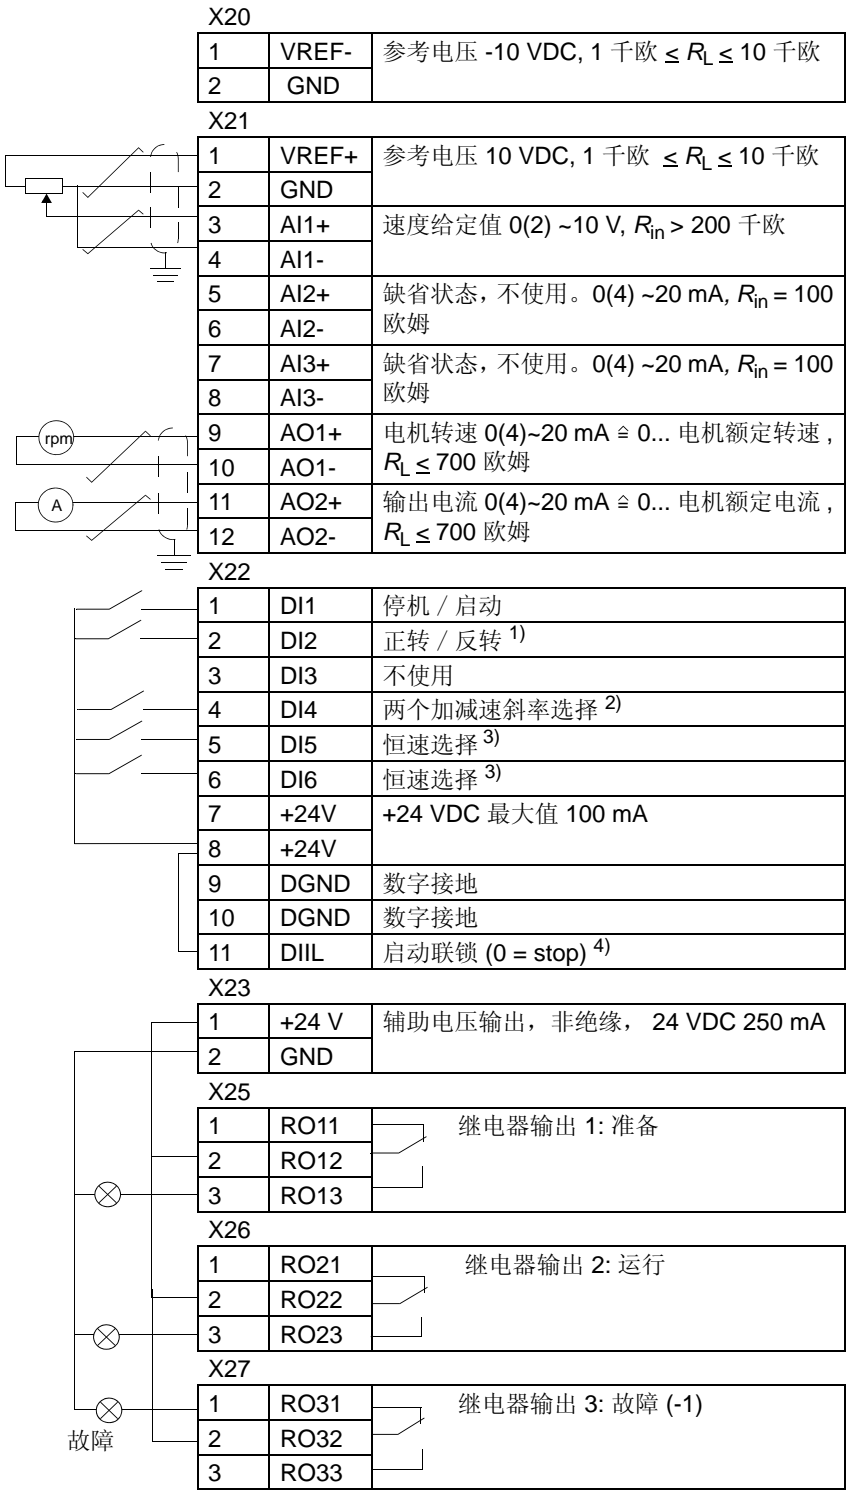 X20
1 VREF- 参考电压 -10 VDC, 1 千欧 ≤ RL ≤ 10 千欧
2 GND
X21
1 VREF+ 参考电压 10 VDC, 1 千欧 ≤ RL ≤ 10 千欧
2 GND
3 AI1+ 速度给定值 0(2) ~10 V, Rin > 200 千欧
4 AI1-
5 AI2+ 缺省状态，不使用。0(4) ~20 mA, Rin = 100
6 AI2- 欧姆
7 AI3+ 缺省状态，不使用。0(4) ~20 mA, Rin = 100
8 AI3- 欧姆
rpm 9 AO1+ 电机转速 0(4)~20 mA ≙ 0... 电机额定转速 ,
10 AO1- RL ≤ 700 欧姆
A 11 AO2+ 输出电流 0(4)~20 mA ≙ 0... 电机额定电流 ,
12 AO2- RL ≤ 700 欧姆
X22
1 DI1 停机 / 启动
2 DI2 正转 / 反转 1)
3 DI3 不使用
4 DI4 两个加减速斜率选择 2)
5 DI5 恒速选择 3)
6 DI6 恒速选择 3)
7 +24V +24 VDC 最大值 100 mA
8 +24V
9 DGND 数字接地
10 DGND 数字接地
11 DIIL 启动联锁 (0 = stop) 4)
X23
1 +24 V 辅助电压输出，非绝缘， 24 VDC 250 mA
2 GND
X25
1 RO11 继电器输出 1: 准备
2 RO12
3 RO13
X26
1 RO21 继电器输出 2: 运行
2 RO22
3 RO23
X27
1 RO31 继电器输出 3: 故障 (-1)
故障 2 RO32
3 RO33